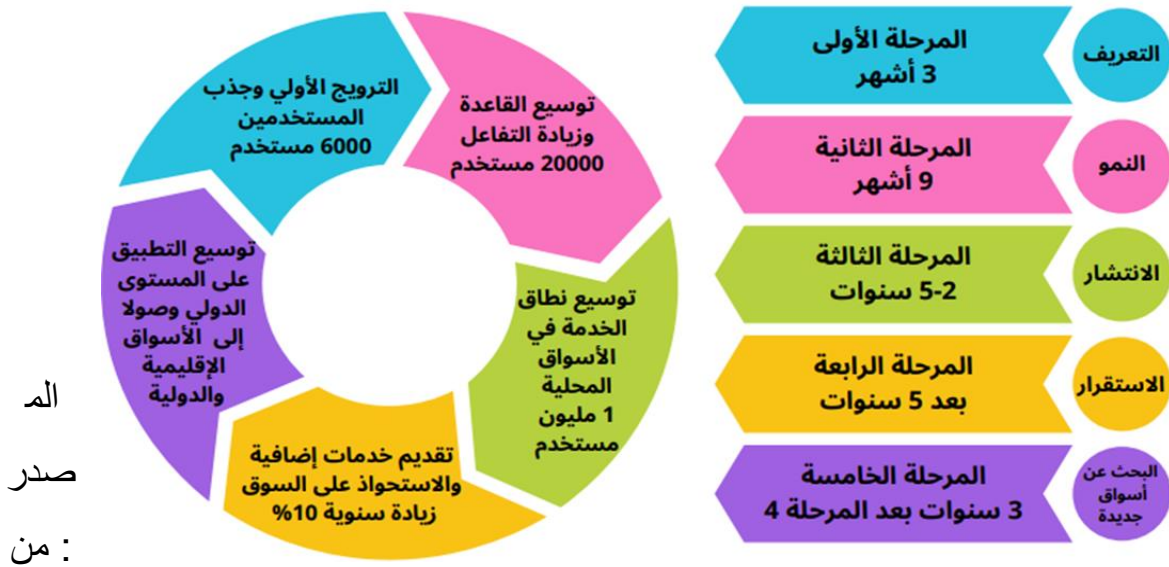 التعريف
المرحلة الأولى
3 أشهر
النمو
المرحلة الثانية
9 أشهر
الانتشار
المرحلة الثالثة
2-5 سنوات
الاستقرار
المرحلة الرابعة
بعد 5 سنوات
البحث عن
أسواق
جديدة
المرحلة الخامسة
3 سنوات بعد المرحلة 4
الترويج الأولي وجذب
المستخدمين
6000 مستخدم
توسيع القاعدة
وزيادة التفاعل
20000 مستخدم
توسيع نطاق
الخدمة في
الأسواق
المحلية
1 مليون
مستخدم
تقديم خدمات إضافية
والاستحواذ على السوق
زيادة سنوية 10%
توسيع التطبيق
على المستوى
الدولي وصولا
إلى الأسواق
الإقليمية
والدولية
المـ
صدر
: من